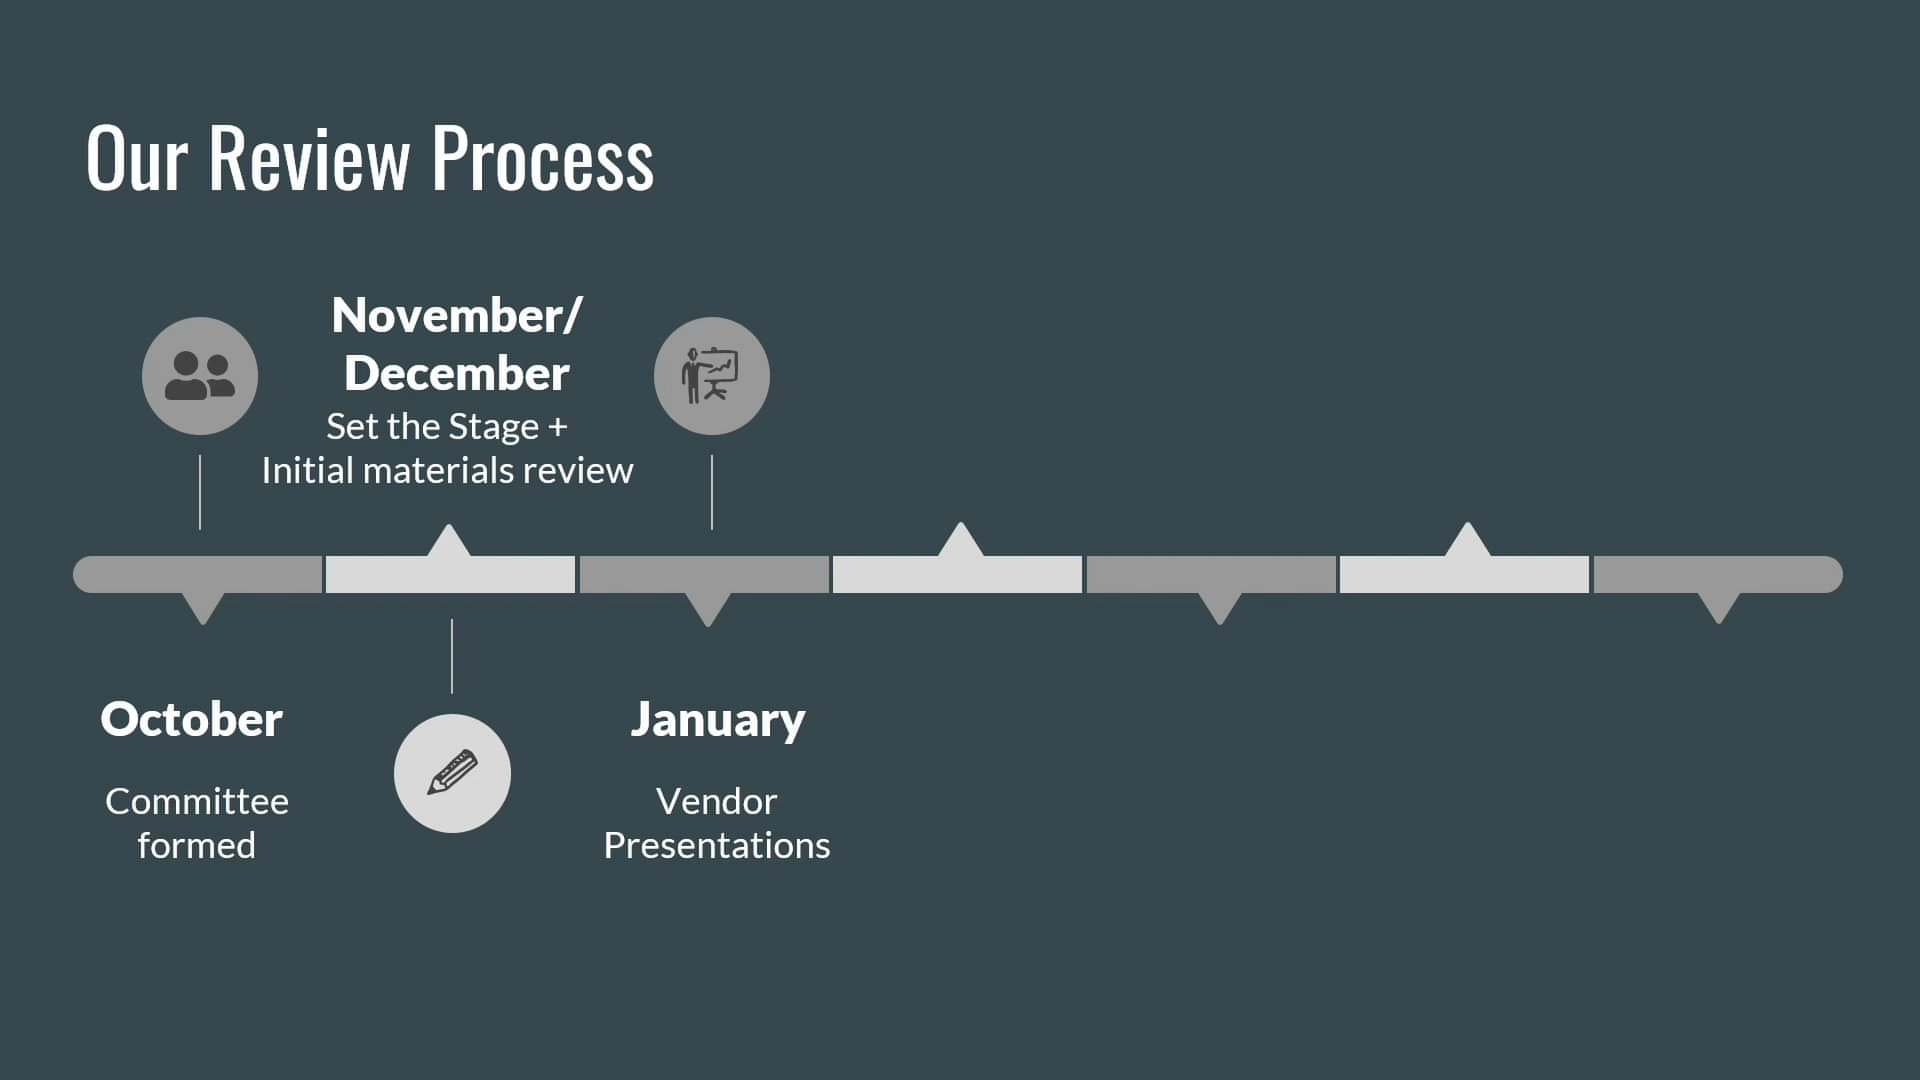 Our Review Process
November/
December
Set the Stage +
Initial materials review
October
Committee
formed
January
Vendor
Presentations